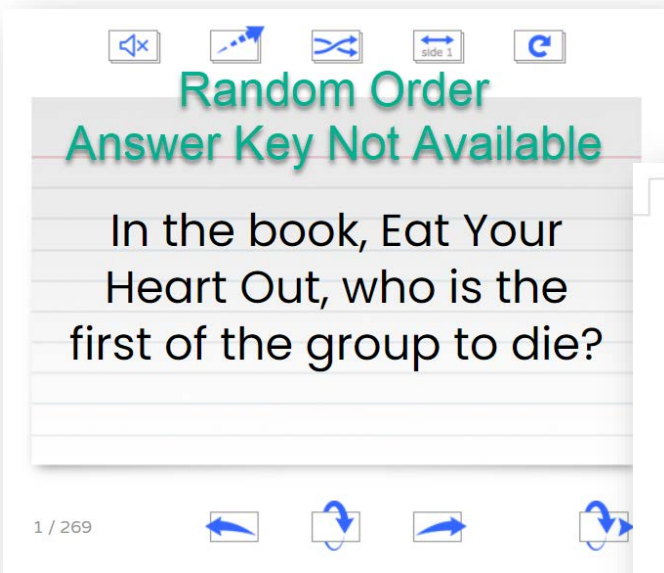 side 1
Random Order
Answer Key Not Available
In the book, Eat Your
Heart Out, who is the
first of the group to die?
1 / 269